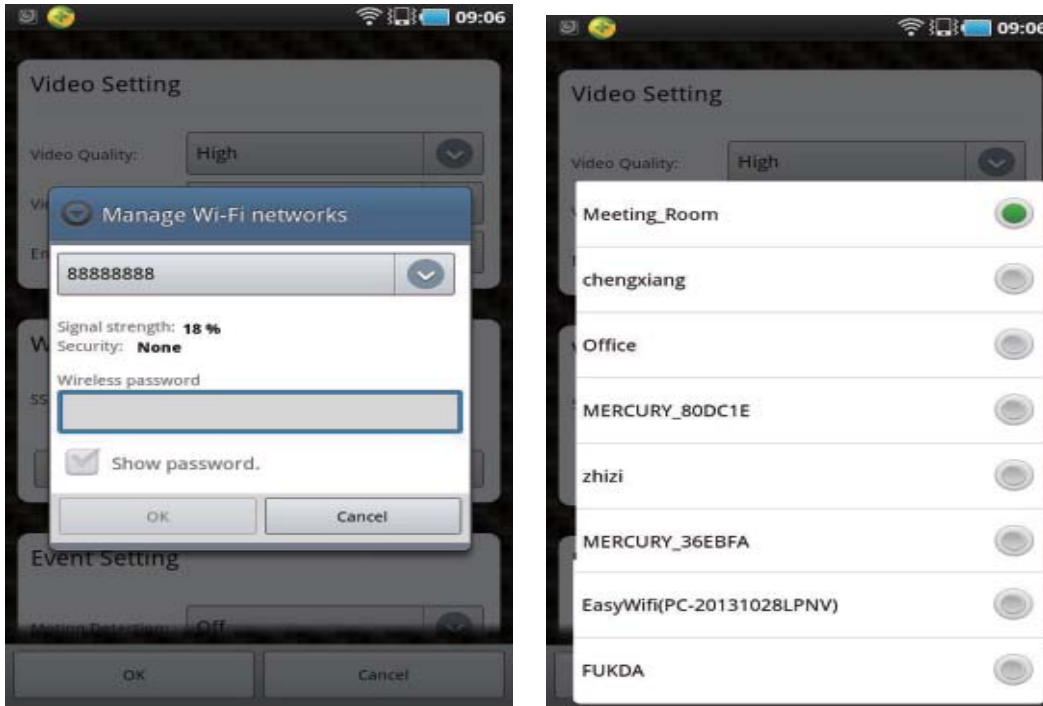 09:06
Video Setting
Video Quality: High
Manage Wi-Fi networks
88888888
Signal strength: 18 %
Security: None
Wireless password
Show password.
OK Cancel
Event Setting
Motion Detection: Off
OK Cancel
09:06
Video Setting
Video Quality: High
Meeting_Room
chengxiang
Office
MERCURY_80DC1E
zhizi
MERCURY_36EBFA
EasyWifi(PC-20131028LPNV)
FUKDA